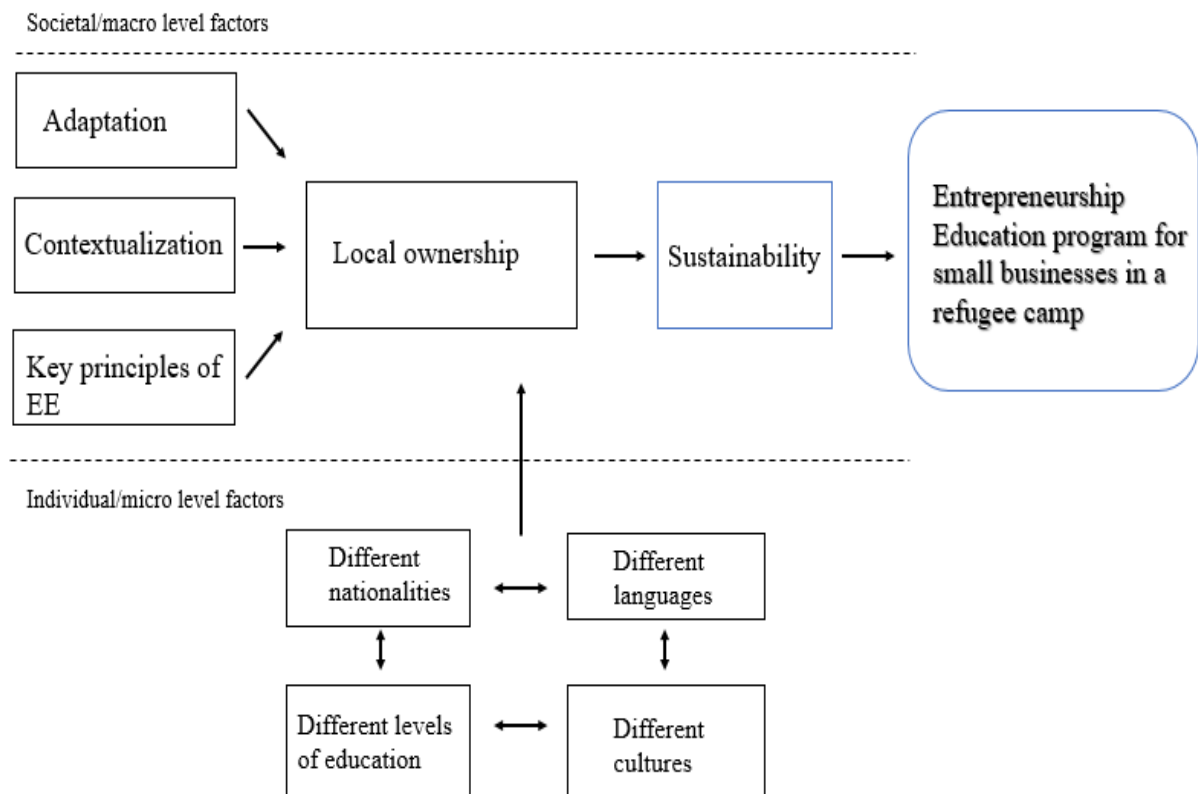 Societal/macro level factors
Adaptation
Contextualization
Key principles of
EE
Local ownership
Sustainability
Entrepreneurship
Education program for
small businesses in a
refugee camp
Individual/micro level factors
Different
nationalities
Different
languages
Different levels
of education
Different
cultures